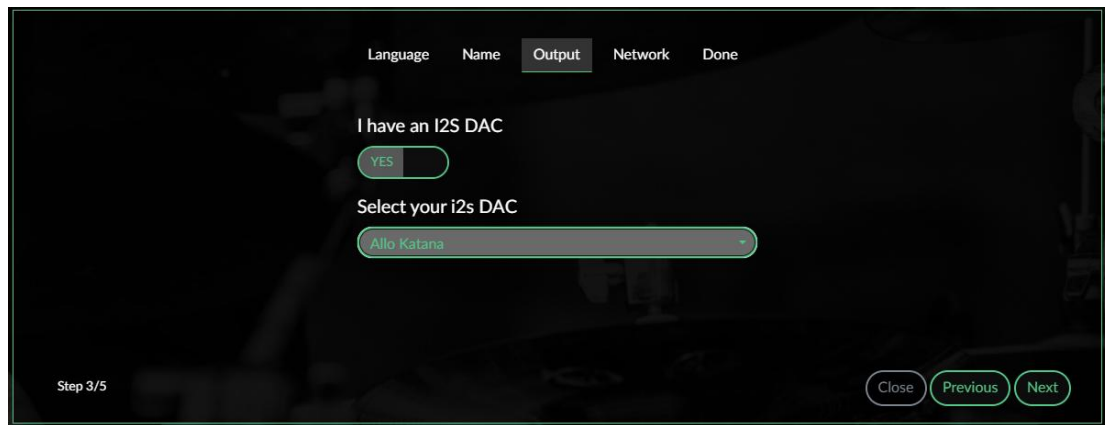 Language Name Output Network Done
I have an I2S DAC
YES
Select your i2s DAC
Allo Katana
Step 3/5
Close Previous Next